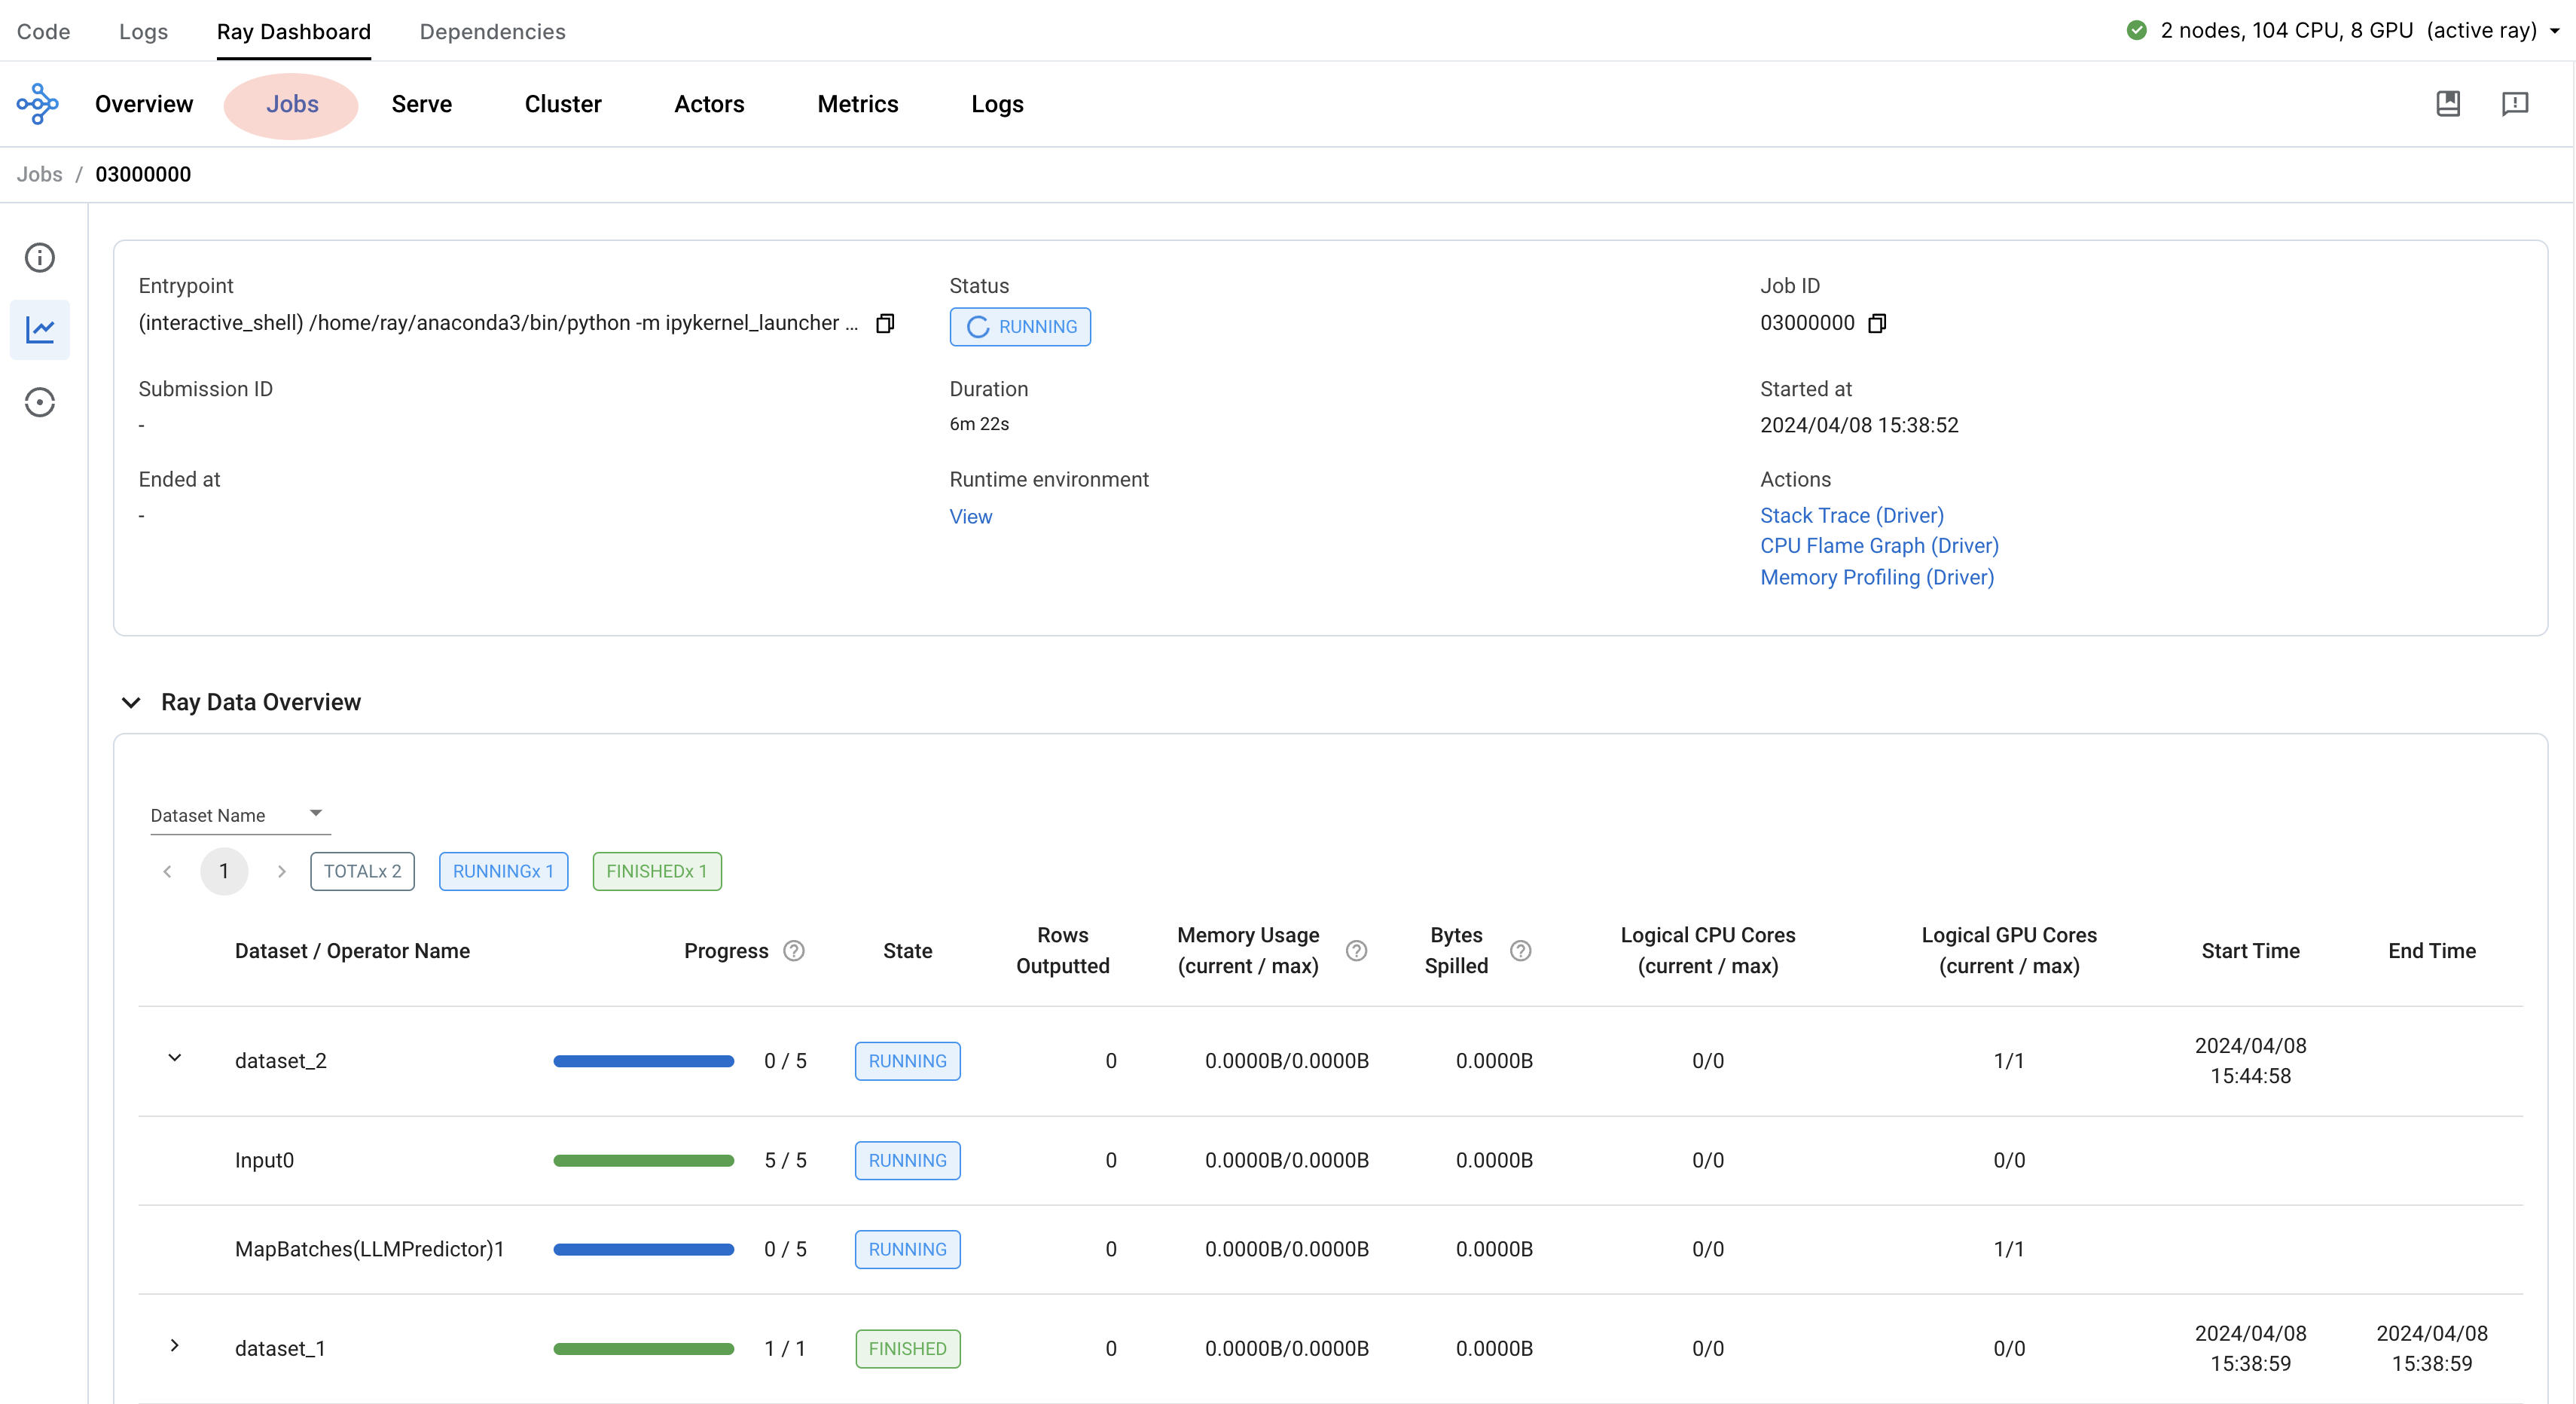 Code Logs Ray Dashboard Dependencies 2 nodes, 104 CPU, 8 GPU (active ray)
Overview Jobs Serve Cluster Actors Metrics Logs
Jobs / 03000000
Entrypoint Status Job ID
(interactive_shell) /home/ray/anaconda3/bin/python -m ipykernel_launcher ... RUNNING 03000000
Submission ID Duration Started at
- 6m 22s 2024/04/08 15:38:52
Ended at Runtime environment Actions
- View Stack Trace (Driver)
CPU Flame Graph (Driver)
Memory Profiling (Driver)
Ray Data Overview
Dataset Name
1 TOTALx 2 RUNNINGx 1 FINISHEDx 1
Dataset / Operator Name Progress State Rows Outputted Memory Usage (current / max) Bytes Spilled Logical CPU Cores (current / max) Logical GPU Cores (current / max) Start Time End Time
dataset_2 0 / 5 RUNNING 0 0.0000B/0.0000B 0.0000B 0/0 1/1 2024/04/08 15:44:58
Input0 5 / 5 RUNNING 0 0.0000B/0.0000B 0.0000B 0/0 0/0
MapBatches(LLMPredictor)1 0 / 5 RUNNING 0 0.0000B/0.0000B 0.0000B 0/0 1/1
dataset_1 1 / 1 FINISHED 0 0.0000B/0.0000B 0.0000B 0/0 0/0 2024/04/08 15:38:59 2024/04/08 15:38:59